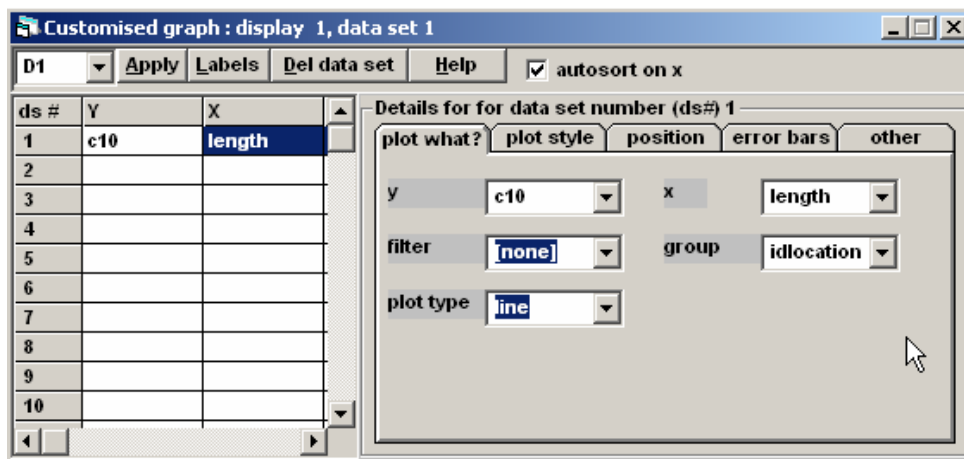 Customised graph : display 1, data set 1
D1 Apply Labels Del data set Help autosort on x
ds # Y X
1 c10 length
2
3
4
5
6
7
8
9
10
Details for for data set number (ds#) 1
plot what? plot style position error bars other
y c10 x length
filter [none] group idlocation
plot type line